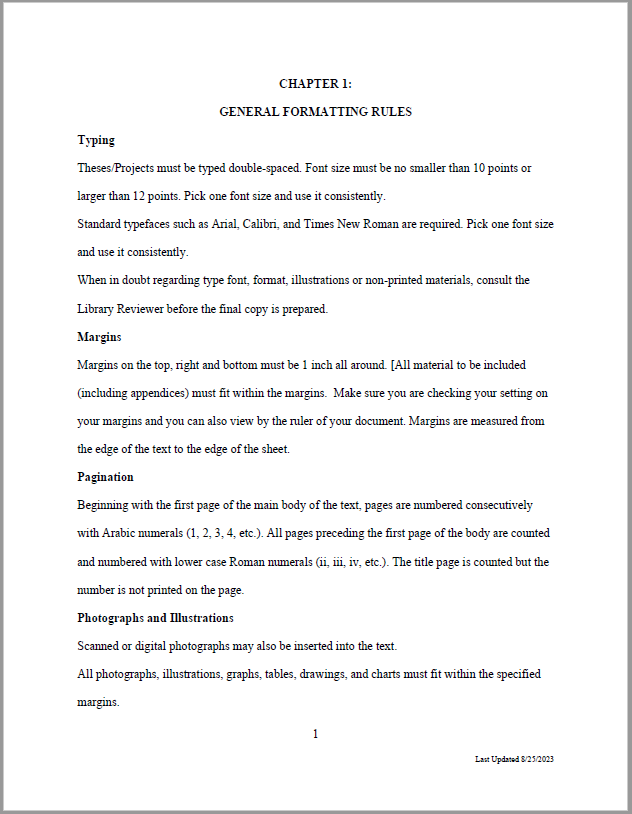 CHAPTER 1:
GENERAL FORMATTING RULES
Typing
Theses/Projects must be typed double-spaced. Font size must be no smaller than 10 points or
larger than 12 points. Pick one font size and use it consistently.
Standard typefaces such as Arial, Calibri, and Times New Roman are required. Pick one font size
and use it consistently.
When in doubt regarding type font, format, illustrations or non-printed materials, consult the
Library Reviewer before the final copy is prepared.
Margins
Margins on the top, right and bottom must be 1 inch all around. [All material to be included
(including appendices) must fit within the margins.  Make sure you are checking your setting on
your margins and you can also view by the ruler of your document. Margins are measured from
the edge of the text to the edge of the sheet.
Pagination
Beginning with the first page of the main body of the text, pages are numbered consecutively
with Arabic numerals (1, 2, 3, 4, etc.). All pages preceding the first page of the body are counted
and numbered with lower case Roman numerals (ii, iii, iv, etc.). The title page is counted but the
number is not printed on the page.
Photographs and Illustrations
Scanned or digital photographs may also be inserted into the text.
All photographs, illustrations, graphs, tables, drawings, and charts must fit within the specified
margins.
1
Last Updated 8/25/2023